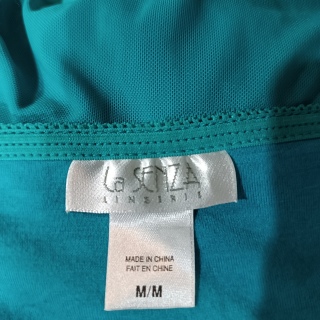 La SENZA
LINGERIE
MADE IN CHINA
FAIT EN CHINE
M/M